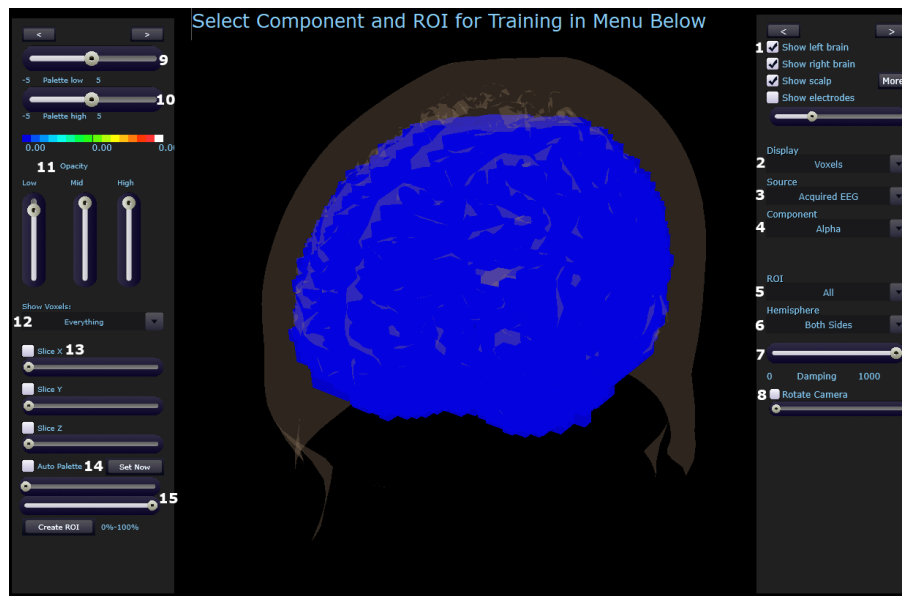 Select Component and ROI for Training in Menu Below
< >
9
-5 Palette low 5
10
-5 Palette high 5
0.00 0.00 0.00
11 Opacity
Low Mid High
Show Voxels:
12 Everything
Slice X 13
Slice Y
Slice Z
Auto Palette 14 Set Now
15
Create ROI 0%-100%
< >
1 Show left brain
Show right brain
Show scalp More
Show electrodes
Display
2 Voxels
Source
3 Acquired EEG
Component
4 Alpha
ROI
5 All
Hemisphere
6 Both Sides
7
0 Damping 1000
8 Rotate Camera